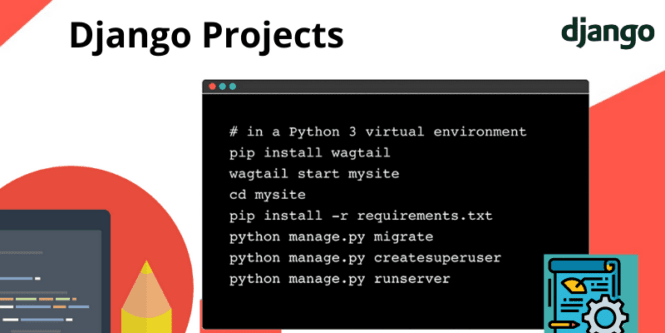 Django Projects
django
# in a Python 3 virtual environment
pip install wagtail
wagtail start mysite
cd mysite
pip install -r requirements.txt
python manage.py migrate
python manage.py createsuperuser
python manage.py runserver